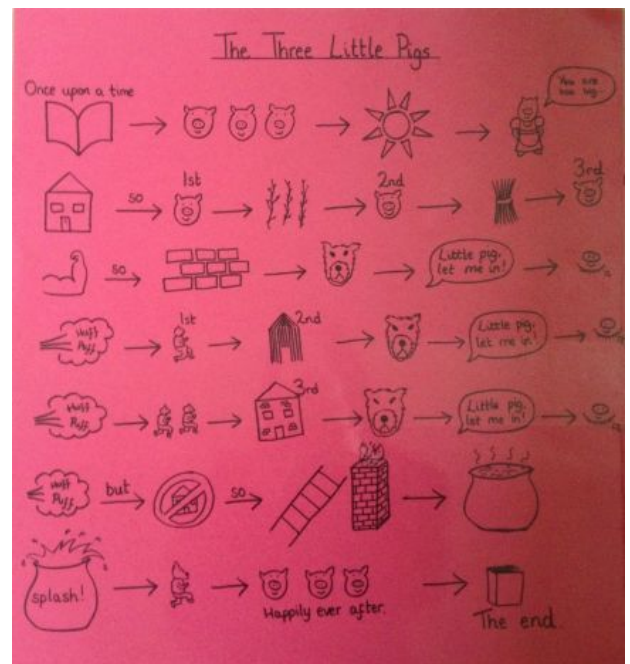 The Three Little Pigs
Once upon a time
You are
too big...
so
1st
2nd
3rd
so
Little pig,
let me in!
Huff
Puff
1st
2nd
Little pig,
let me in!
Huff
Puff
3rd
Little pig,
let me in!
Huff
Puff
but
so
splash!
Happily ever after.
The end